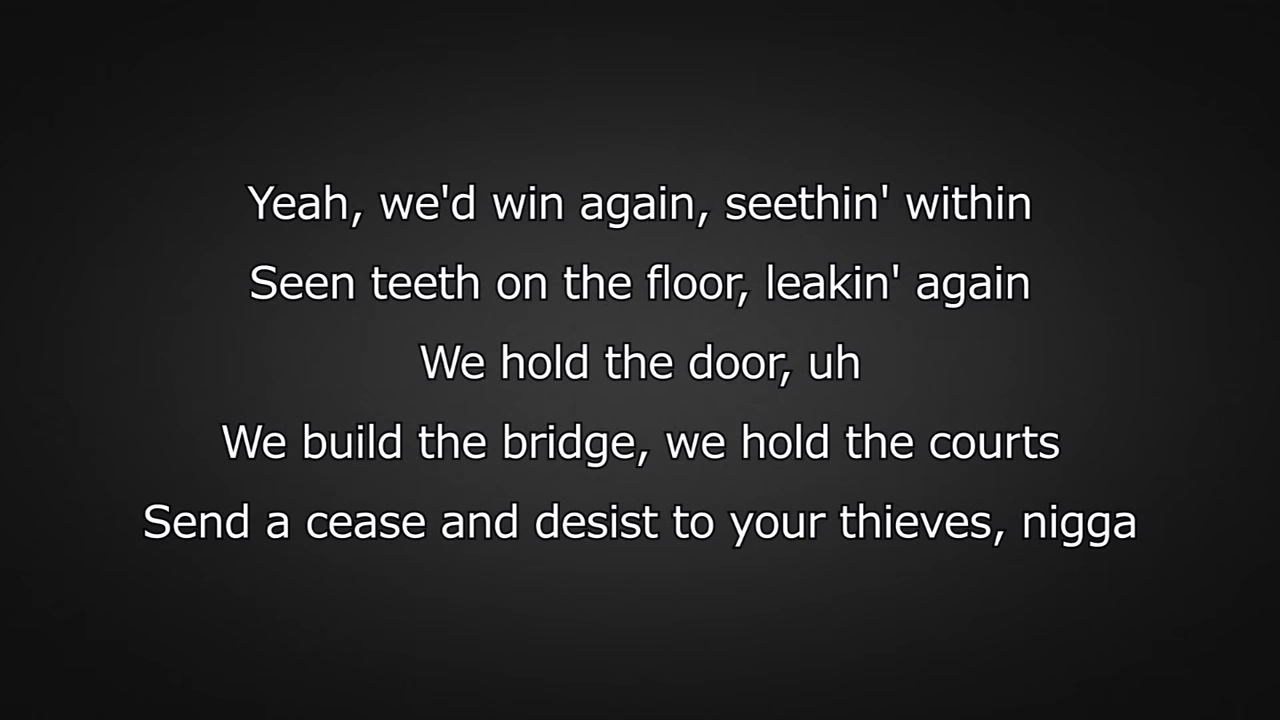 Yeah, we'd win again, seethin' within
Seen teeth on the floor, leakin' again
We hold the door, uh
We build the bridge, we hold the courts
Send a cease and desist to your thieves, nigga